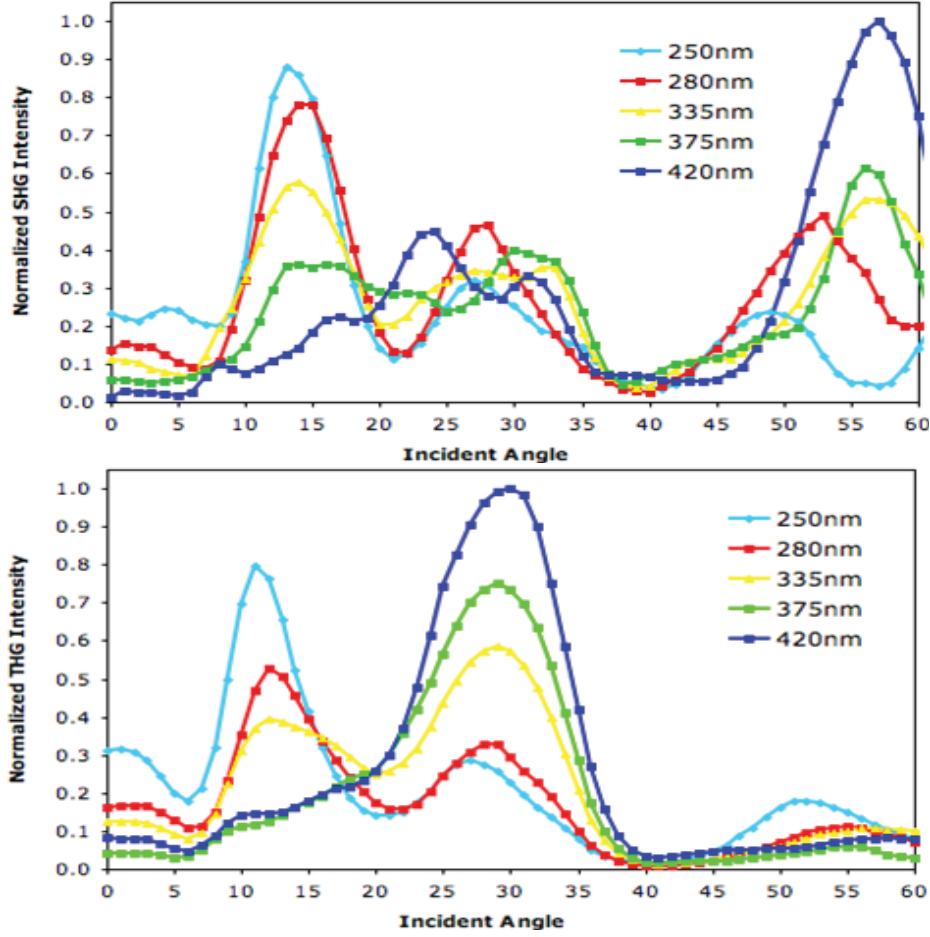 Normalized SHG Intensity
1.0
0.9
0.8
0.7
0.6
0.5
0.4
0.3
0.2
0.1
0.0
250nm
280nm
335nm
375nm
420nm
0 5 10 15 20 25 30 35 40 45 50 55 60
Incident Angle
Normalized THG Intensity
1.0
0.9
0.8
0.7
0.6
0.5
0.4
0.3
0.2
0.1
0.0
250nm
280nm
335nm
375nm
420nm
0 5 10 15 20 25 30 35 40 45 50 55 60
Incident Angle